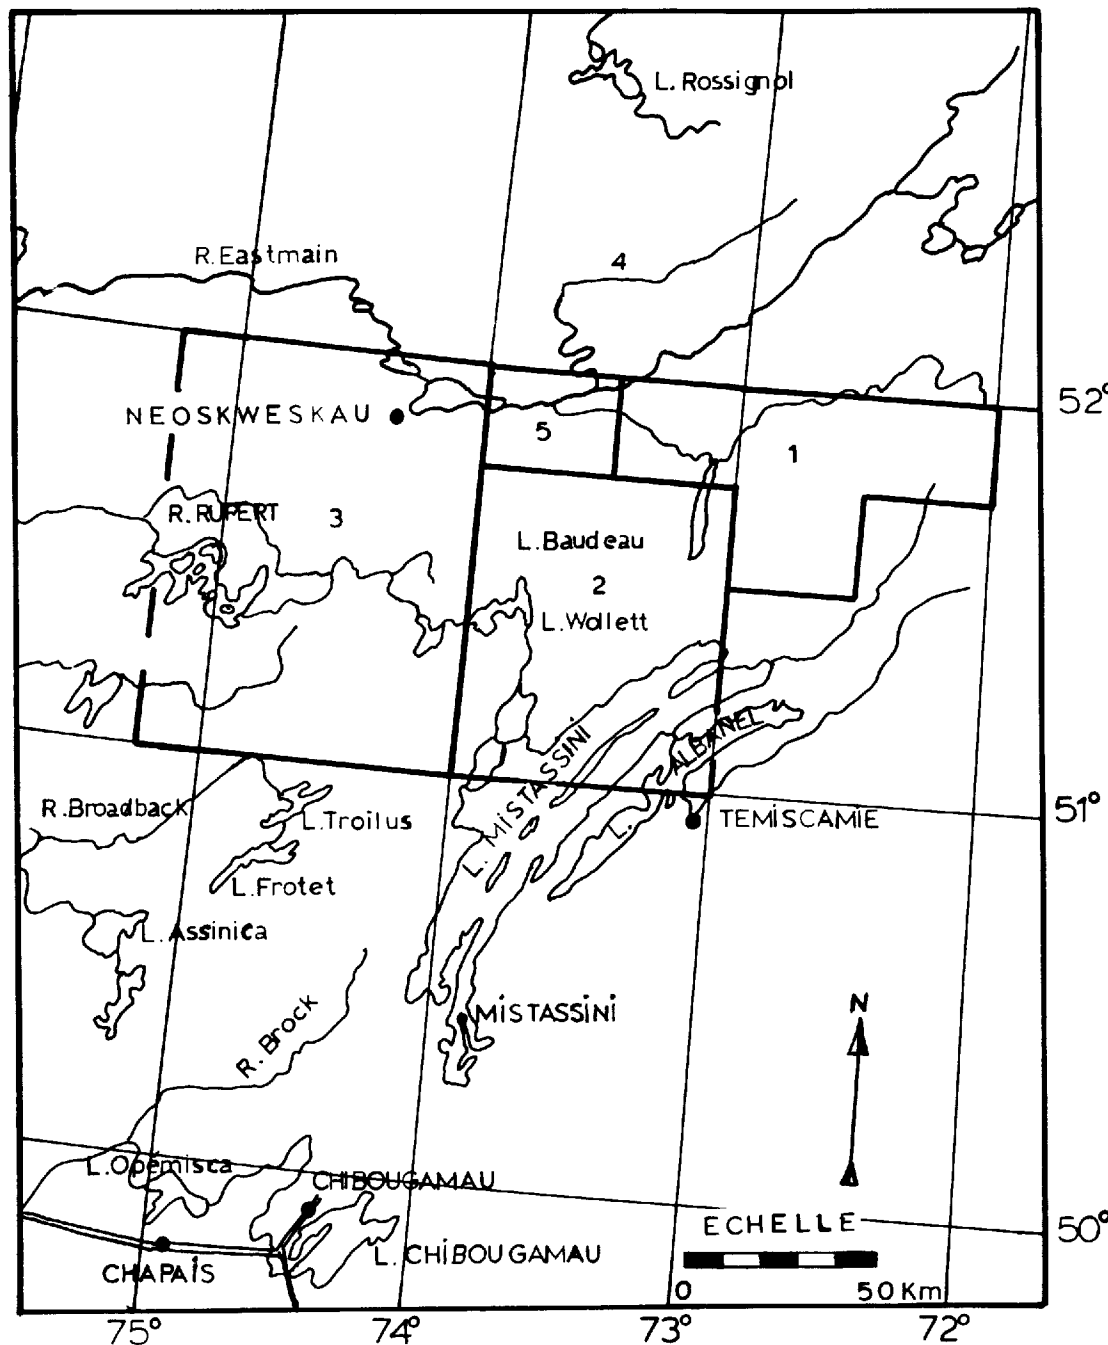 L. Rossignol
R. Eastmain
4
52°
NEOSKWESKAU
5
1
R. RUPERT
3
L. Baudeau
2
L. Wollett
L. MISTASSINI
L. ALBANEL
R. Broadback
L. Troilus
TEMISCAMIE
51°
L. Frotet
L. Assinica
MISTASSINI
N
R. Brock
L. Opémisca
CHIBOUGAMAU
ECHELLE
50°
L. CHIBOUGAMAU
CHAPAIS
0 50 Km
75° 74° 73° 72°